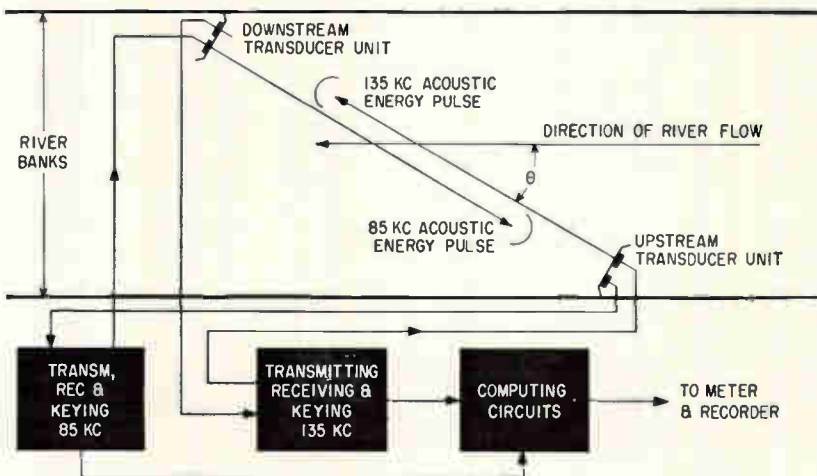 DOWNSTREAM
TRANSDUCER UNIT
135 KC ACOUSTIC
ENERGY PULSE
DIRECTION OF RIVER FLOW
RIVER
BANKS
θ
85 KC ACOUSTIC
ENERGY PULSE
UPSTREAM
TRANSDUCER UNIT
TRANSM,
REC &
KEYING
85 KC
TRANSMITTING
RECEIVING &
KEYING
135 KC
COMPUTING
CIRCUITS
TO METER
& RECORDER